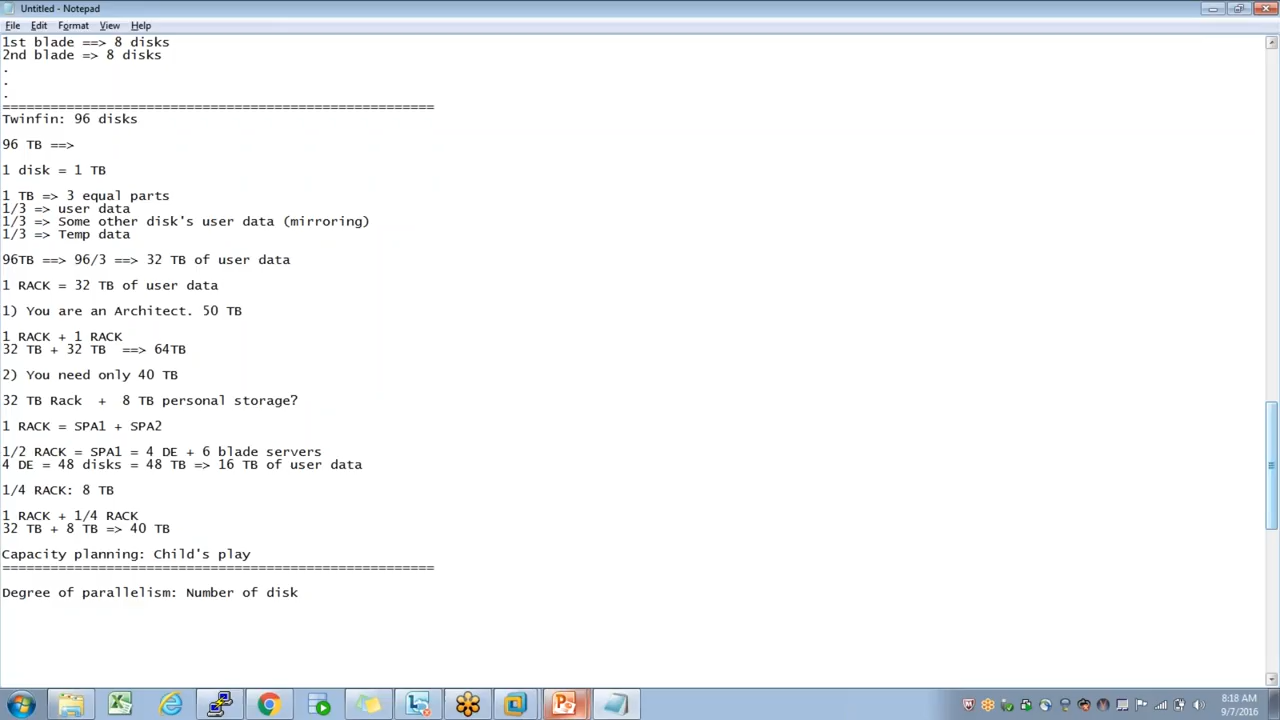 Untitled - Notepad
File Edit Format View Help
1st blade ==> 8 disks
2nd blade => 8 disks
.
.
.
======================================================
Twinfin: 96 disks
96 TB ==>
1 disk = 1 TB
1 TB => 3 equal parts
1/3 => user data
1/3 => Some other disk's user data (mirroring)
1/3 => Temp data
96TB ==> 96/3 ==> 32 TB of user data
1 RACK = 32 TB of user data
1) You are an Architect. 50 TB
1 RACK + 1 RACK
32 TB + 32 TB  ==> 64TB
2) You need only 40 TB
32 TB Rack  +  8 TB personal storage?
1 RACK = SPA1 + SPA2
1/2 RACK = SPA1 = 4 DE + 6 blade servers
4 DE = 48 disks = 48 TB => 16 TB of user data
1/4 RACK: 8 TB
1 RACK + 1/4 RACK
32 TB + 8 TB => 40 TB
Capacity planning: Child's play
======================================================
Degree of parallelism: Number of disk
8:18 AM
9/7/2016